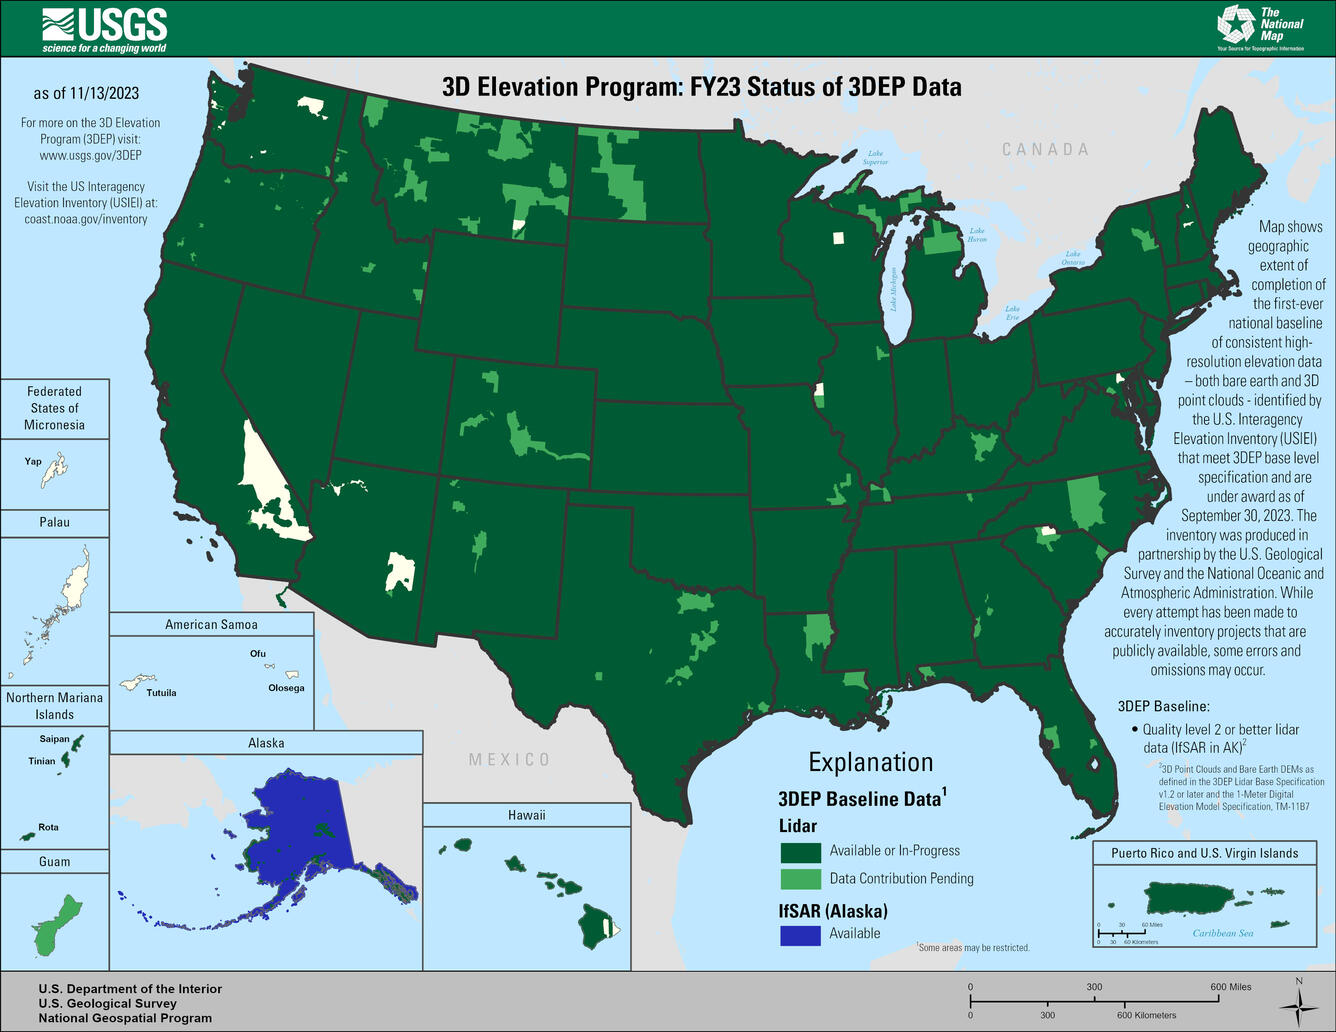 USGS
science for a changing world
The
National
Map
Your Source for Topographic Information
3D Elevation Program: FY23 Status of 3DEP Data
as of 11/13/2023
For more on the 3D Elevation
Program (3DEP) visit:
www.usgs.gov/3DEP
Visit the US Interagency
Elevation Inventory (USIEI) at:
coast.noaa.gov/inventory
CANADA
Lake
Superior
Lake
Huron
Lake
Ontario
Lake Michigan
Lake
Erie
Map shows
geographic
extent of
completion of
the first-ever
national baseline
of consistent high-
resolution elevation data
– both bare earth and 3D
point clouds - identified by
the U.S. Interagency
Elevation Inventory (USIEI)
that meet 3DEP base level
specification and are
under award as of
September 30, 2023. The
inventory was produced in
partnership by the U.S. Geological
Survey and the National Oceanic and
Atmospheric Administration. While
every attempt has been made to
accurately inventory projects that are
publicly available, some errors and
omissions may occur.
3DEP Baseline:
• Quality level 2 or better lidar
data (IfSAR in AK)2
23D Point Clouds and Bare Earth DEMs as
defined in the 3DEP Lidar Base Specification
v1.2 or later and the 1-Meter Digital
Elevation Model Specification, TM-11B7
Federated
States of
Micronesia
Yap
Palau
Northern Mariana
Islands
Saipan
Tinian
Rota
Guam
American Samoa
Ofu
Olosega
Tutuila
Alaska
MEXICO
Hawaii
Explanation
3DEP Baseline Data1
Lidar
Available or In-Progress
Data Contribution Pending
IfSAR (Alaska)
Available
1Some areas may be restricted.
Puerto Rico and U.S. Virgin Islands
0 30 60 Miles
0 30 60 Kilometers
Caribbean Sea
U.S. Department of the Interior
U.S. Geological Survey
National Geospatial Program
0 300 600 Miles
0 300 600 Kilometers
N